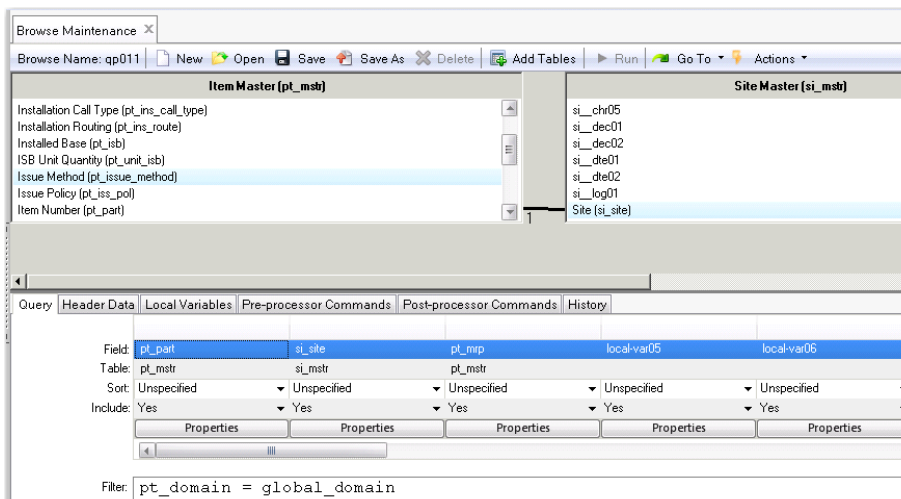 Browse Maintenance X
Browse Name: qp011 New Open Save Save As Delete Add Tables Run Go To Actions
Item Master (pt_mstr) Site Master (si_mstr)
Installation Call Type (pt_ins_call_type) si__chr05
Installation Routing (pt_ins_route) si__dec01
Installed Base (pt_isb) si__dec02
ISB Unit Quantity (pt_unit_isb) si__dte01
Issue Method (pt_issue_method) si__dte02
Issue Policy (pt_iss_pol) si__log01
Item Number (pt_part) 1 Site (si_site)
Query Header Data Local Variables Pre-processor Commands Post-processor Commands History
Field: pt_part si_site pt_mrp local-var05 local-var06
Table: pt_mstr si_mstr pt_mstr
Sort: Unspecified Unspecified Unspecified Unspecified Unspecified
Include: Yes Yes Yes Yes Yes
Properties Properties Properties Properties Properties
Filter: pt_domain = global_domain